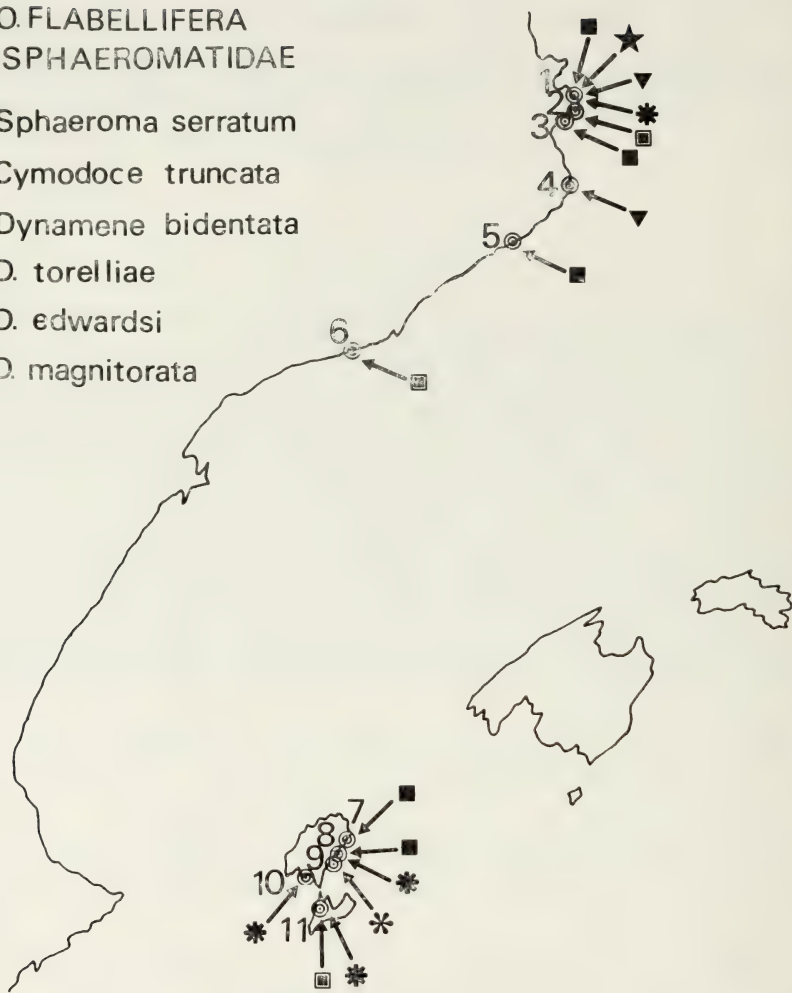 O. FLABELLIFERA
SPHAEROMATIDAE
Sphaeroma serratum
Cymodoce truncata
Dynamene bidentata
D. torelliae
D. edwardsi
D. magnitorata
1
2
3
4
5
6
7
8
9
10
11